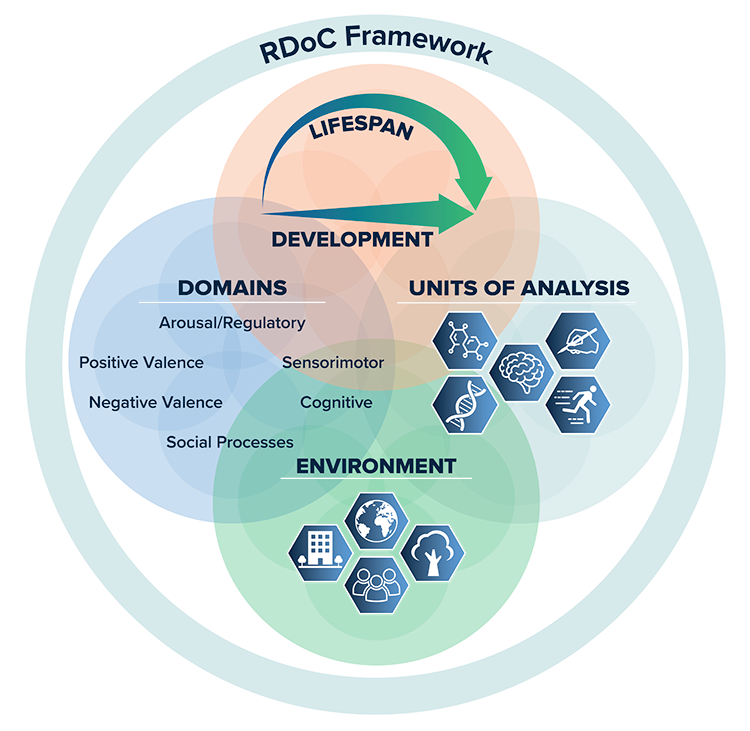 RDoC Framework
LIFESPAN
DEVELOPMENT
DOMAINS
Arousal/Regulatory
Positive Valence
Sensorimotor
Negative Valence
Cognitive
Social Processes
UNITS OF ANALYSIS
ENVIRONMENT